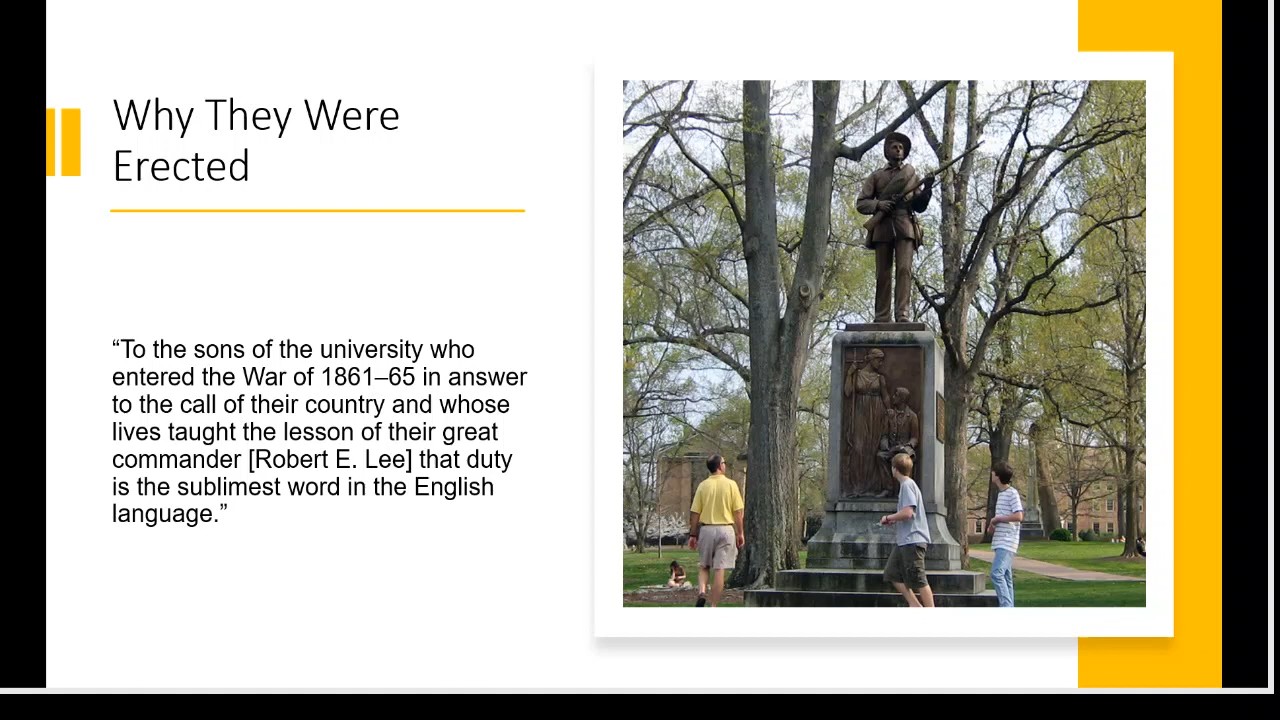 Why They Were
Erected
“To the sons of the university who
entered the War of 1861–65 in answer
to the call of their country and whose
lives taught the lesson of their great
commander [Robert E. Lee] that duty
is the sublimest word in the English
language.”